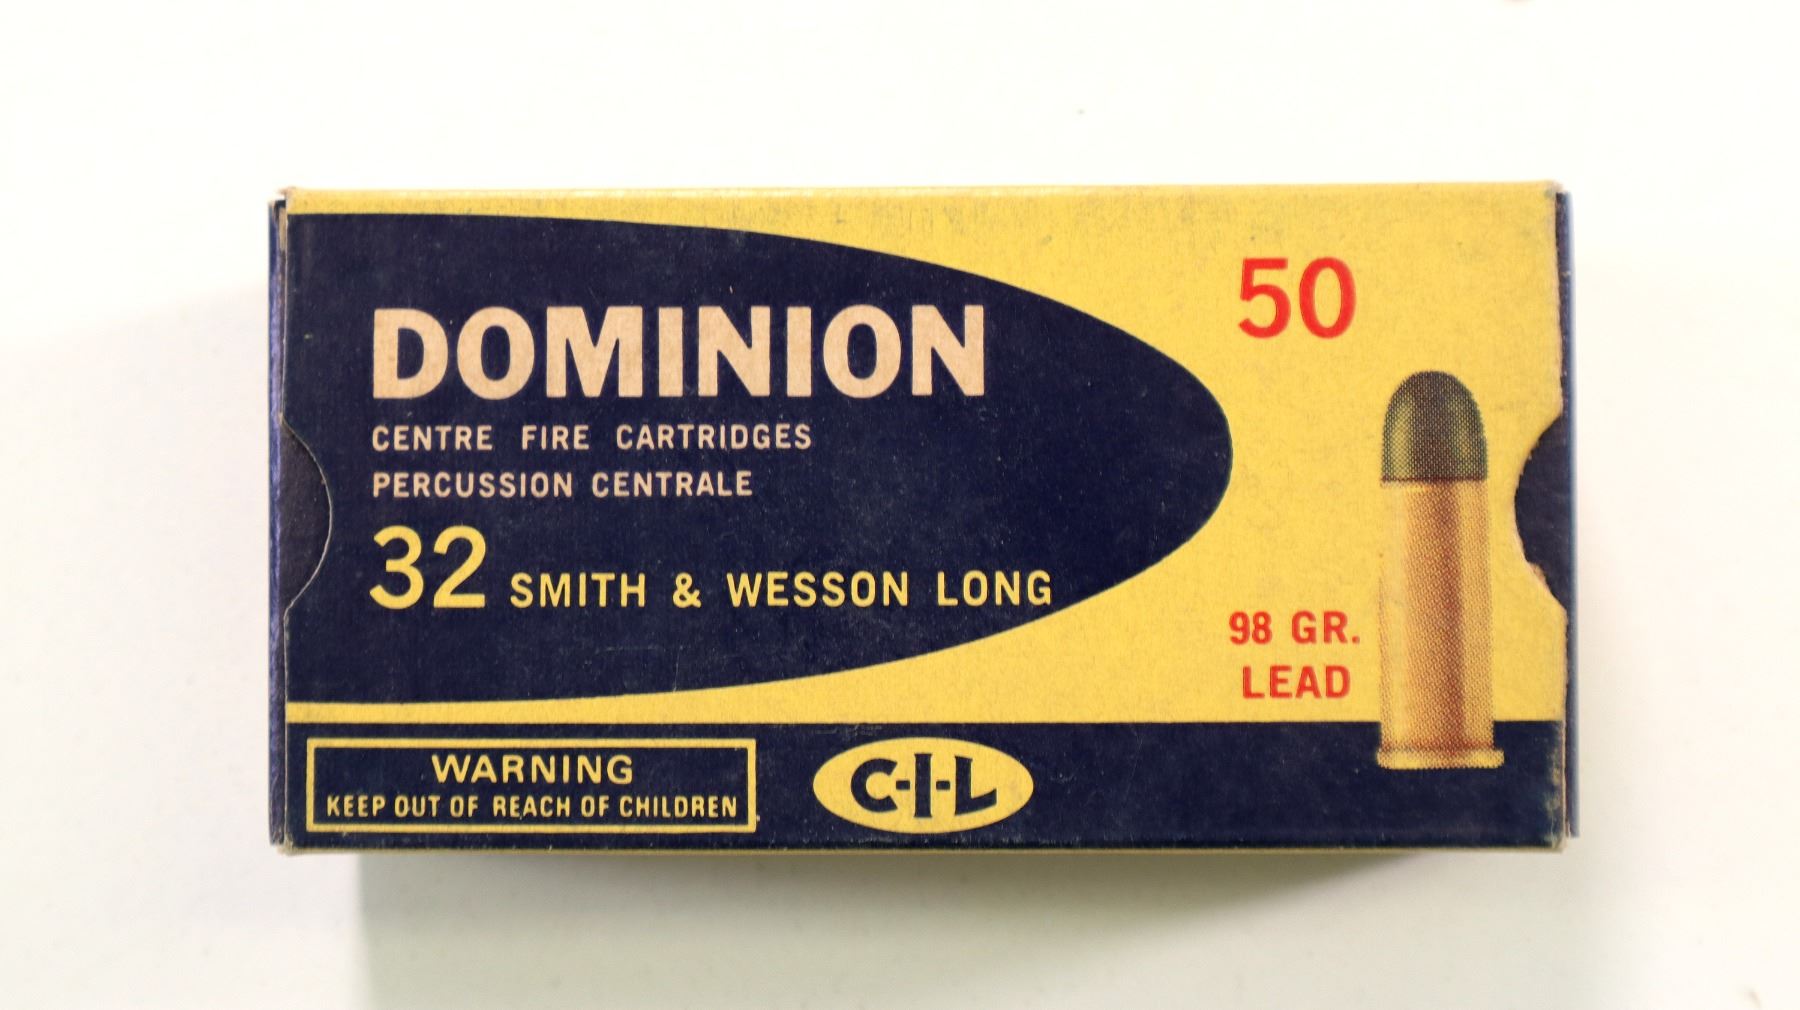 50
DOMINION
CENTRE FIRE CARTRIDGES
PERCUSSION CENTRALE
32 SMITH & WESSON LONG
98 GR.
LEAD
WARNING
KEEP OUT OF REACH OF CHILDREN
C-I-L